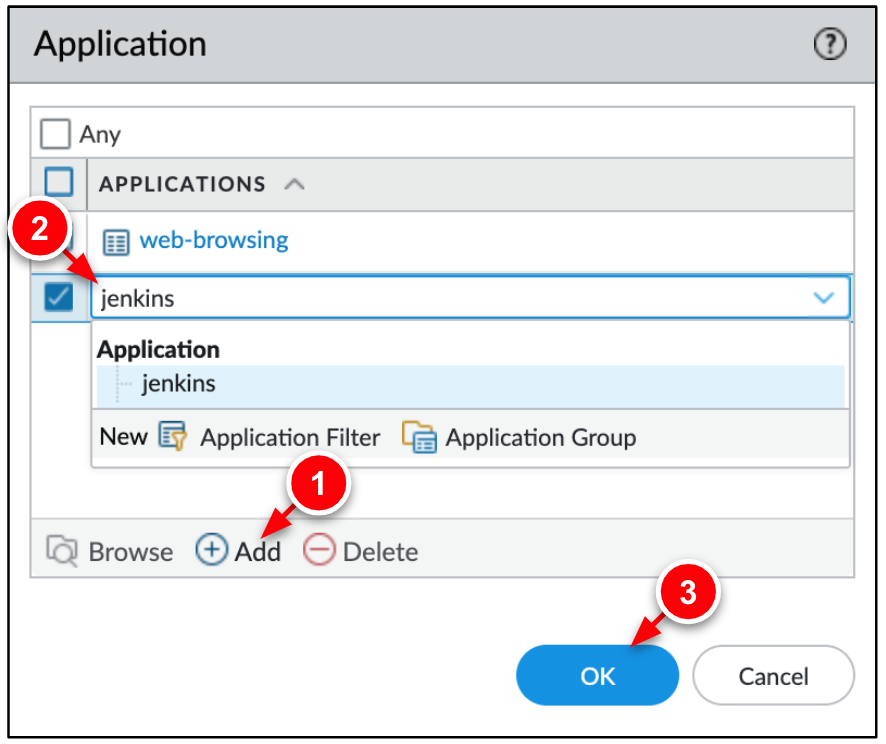 Application ?
Any
APPLICATIONS
2
web-browsing
jenkins
Application
jenkins
New Application Filter Application Group
1
Browse Add Delete
3
OK Cancel